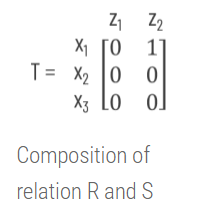 Z₁ Z₂
X₁ [0 1]
T = X₂ [0 0]
X₃ [0 0]
Composition of
relation R and S